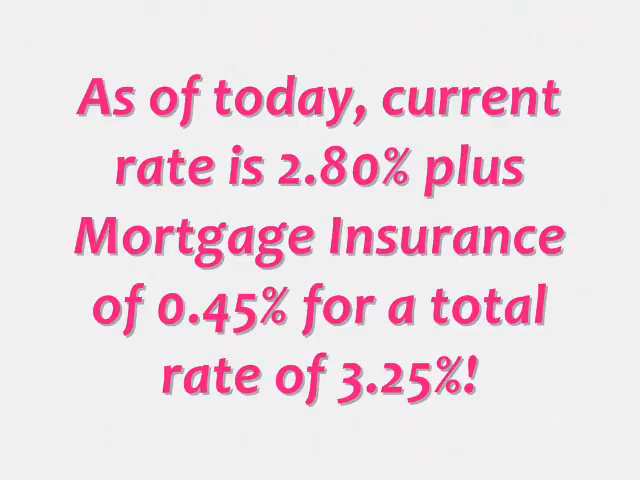 As of today, current
rate is 2.80% plus
Mortgage Insurance
of 0.45% for a total
rate of 3.25%!